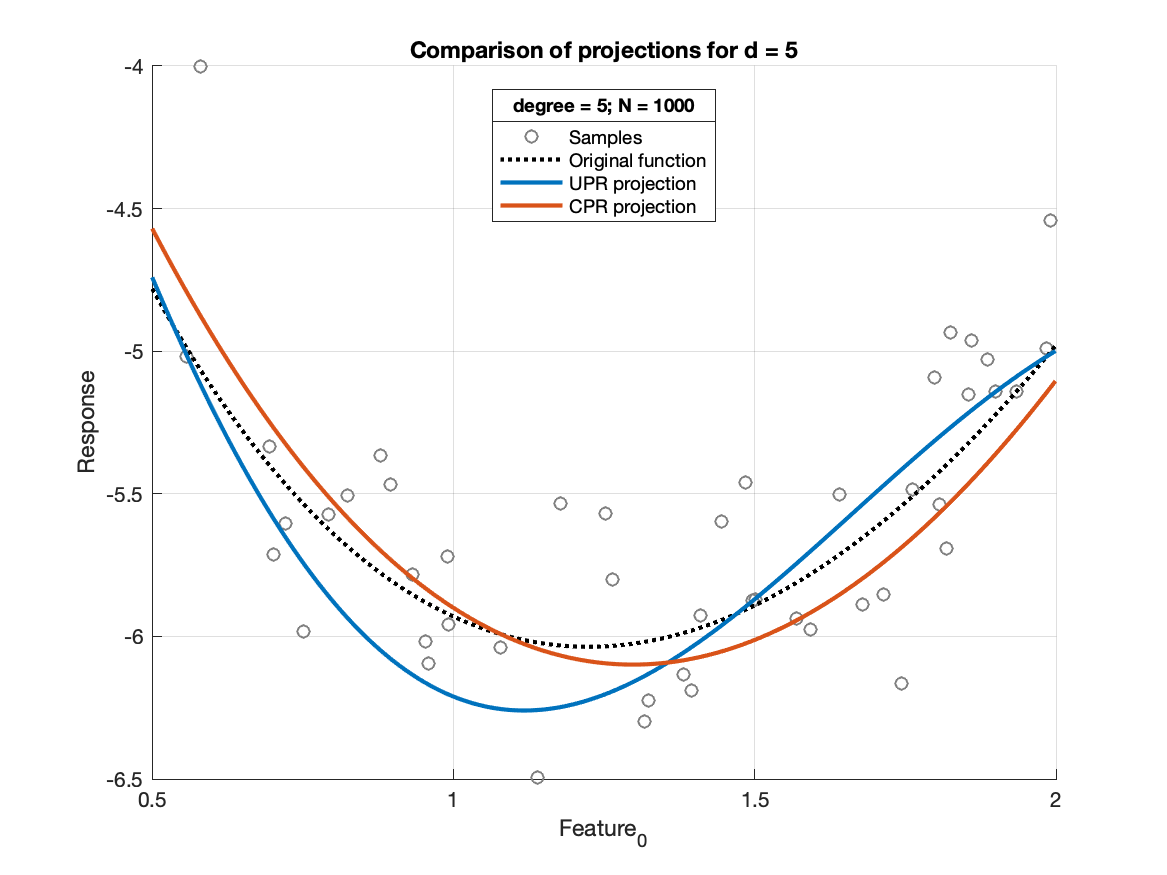 Comparison of projections for d = 5
-4
-4.5
-5
-5.5
-6
-6.5
Response
degree = 5; N = 1000
Samples
Original function
UPR projection
CPR projection
0.5
1
1.5
2
Feature0